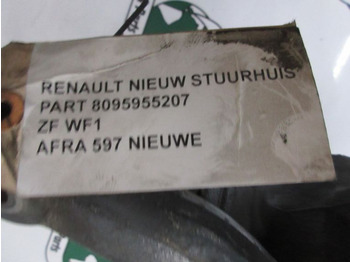 RENAULT NIEUW STUURHUIS
PART 8095955207
ZF WF1
AFRA 597 NIEUWE